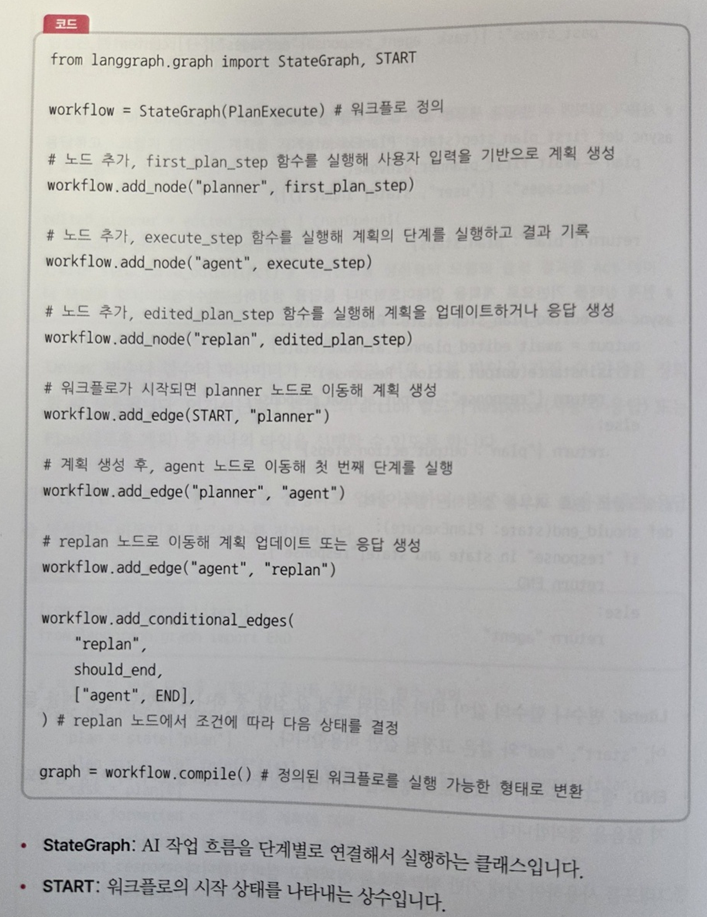 코드
from langgraph.graph import StateGraph, START
workflow = StateGraph(PlanExecute) # 워크플로 정의
# 노드 추가, first_plan_step 함수를 실행해 사용자 입력을 기반으로 계획 생성
workflow.add_node("planner", first_plan_step)
# 노드 추가, execute_step 함수를 실행해 계획의 단계를 실행하고 결과 기록
workflow.add_node("agent", execute_step)
# 노드 추가, edited_plan_step 함수를 실행해 계획을 업데이트하거나 응답 생성
workflow.add_node("replan", edited_plan_step)
# 워크플로가 시작되면 planner 노드로 이동해 계획 생성
workflow.add_edge(START, "planner")
# 계획 생성 후, agent 노드로 이동해 첫 번째 단계를 실행
workflow.add_edge("planner", "agent")
# replan 노드로 이동해 계획 업데이트 또는 응답 생성
workflow.add_edge("agent", "replan")
workflow.add_conditional_edges(
    "replan",
    should_end,
    ["agent", END],
) # replan 노드에서 조건에 따라 다음 상태를 결정
graph = workflow.compile() # 정의된 워크플로를 실행 가능한 형태로 변환
• StateGraph: AI 작업 흐름을 단계별로 연결해서 실행하는 클래스입니다.
• START: 워크플로의 시작 상태를 나타내는 상수입니다.